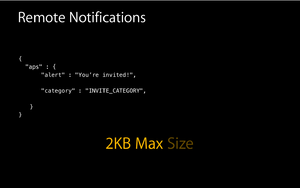 Remote Notifications
{
"aps" : {
"alert" : "You're invited!",
"category" : "INVITE_CATEGORY",
}
}
2KB Max Size